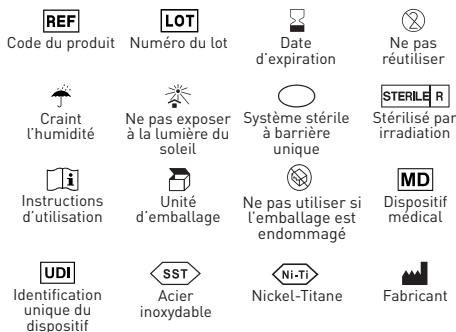 REF LOT
Code du produit Numéro du lot Date Ne pas
d'expiration réutiliser
STERILE R
Craint Ne pas exposer Système stérile Stérilisé par
l'humidité à la lumière du à barrière irradiation
soleil unique
i MD
Instructions Unité Ne pas utiliser si Dispositif
d'utilisation d'emballage l'emballage est médical
endommagé
UDI SST Ni-Ti
Identification Acier Nickel-Titane Fabricant
unique du inoxydable
dispositif